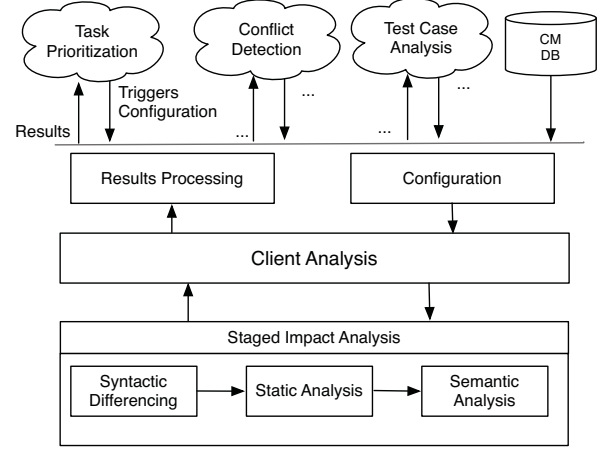 Task
Prioritization
Conflict
Detection
Test Case
Analysis
CM
DB
Triggers
Configuration
Results
...
...
...
...
Results Processing
Configuration
Client Analysis
Staged Impact Analysis
Syntactic
Differencing
Static Analysis
Semantic
Analysis